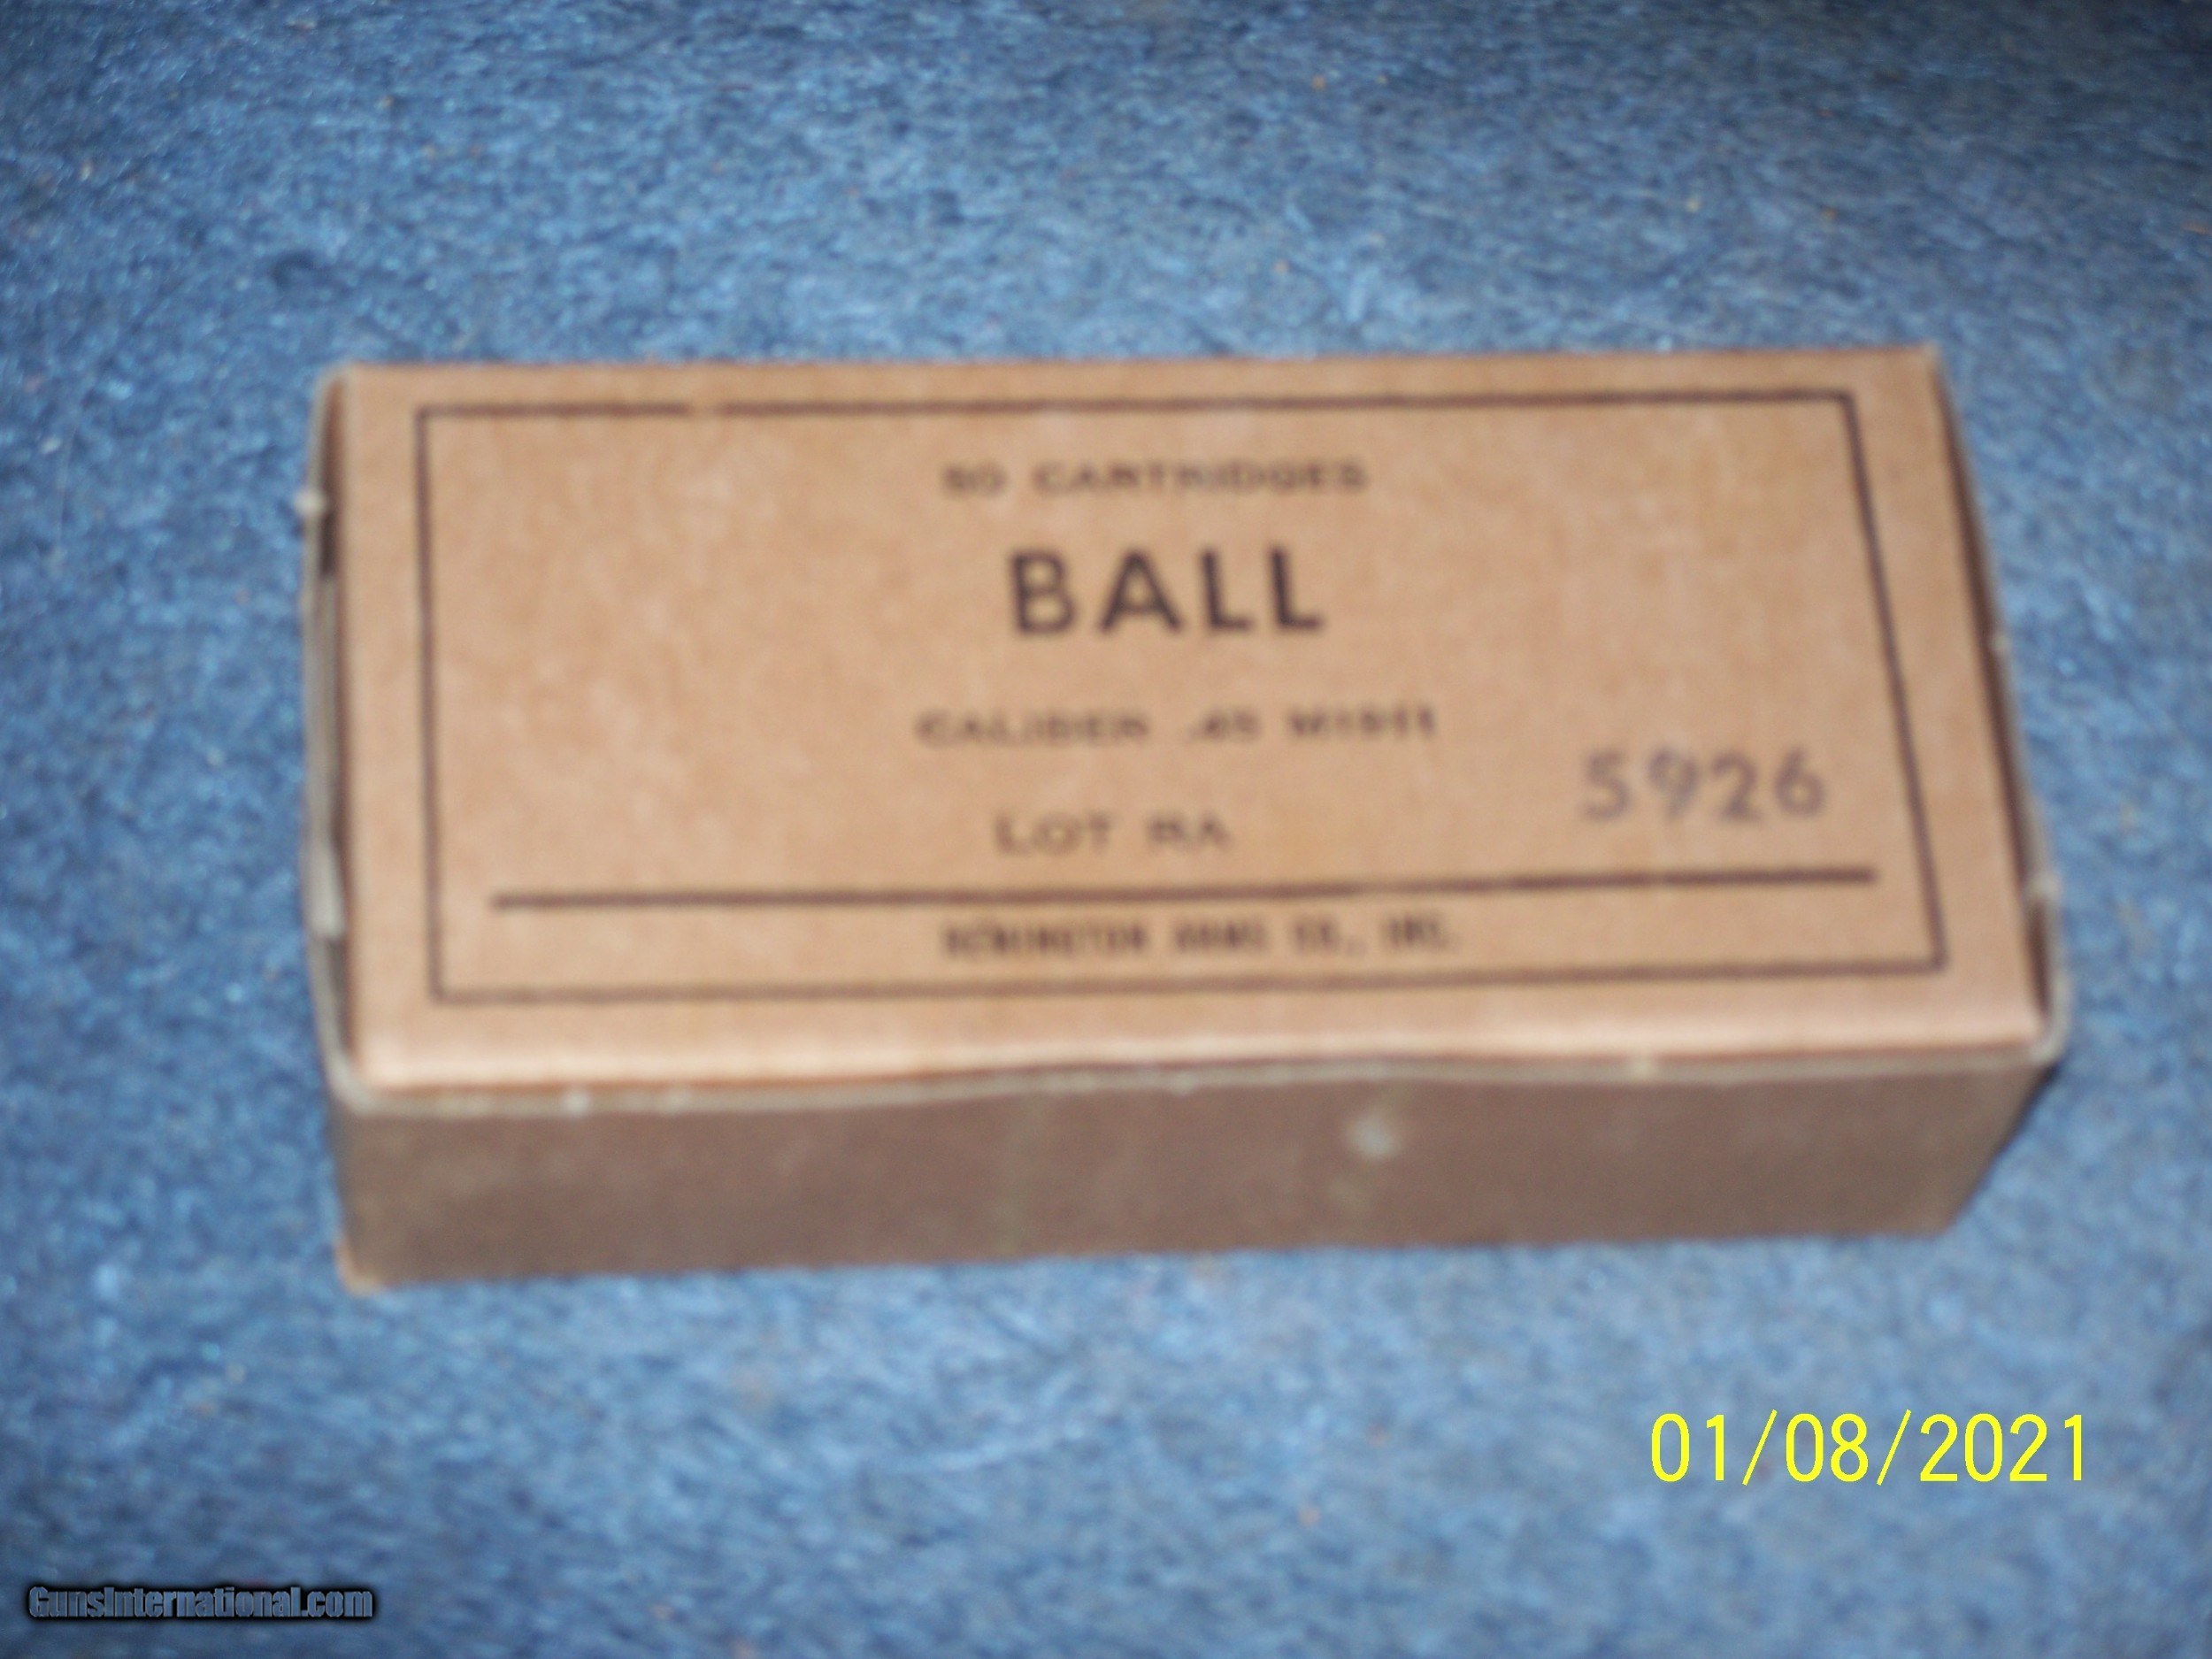 50 CARTRIDGES
BALL
CALIBER .45 M1911
LOT RA 5926
REMINGTON ARMS CO., INC.
01/08/2021
GunsInternational.com